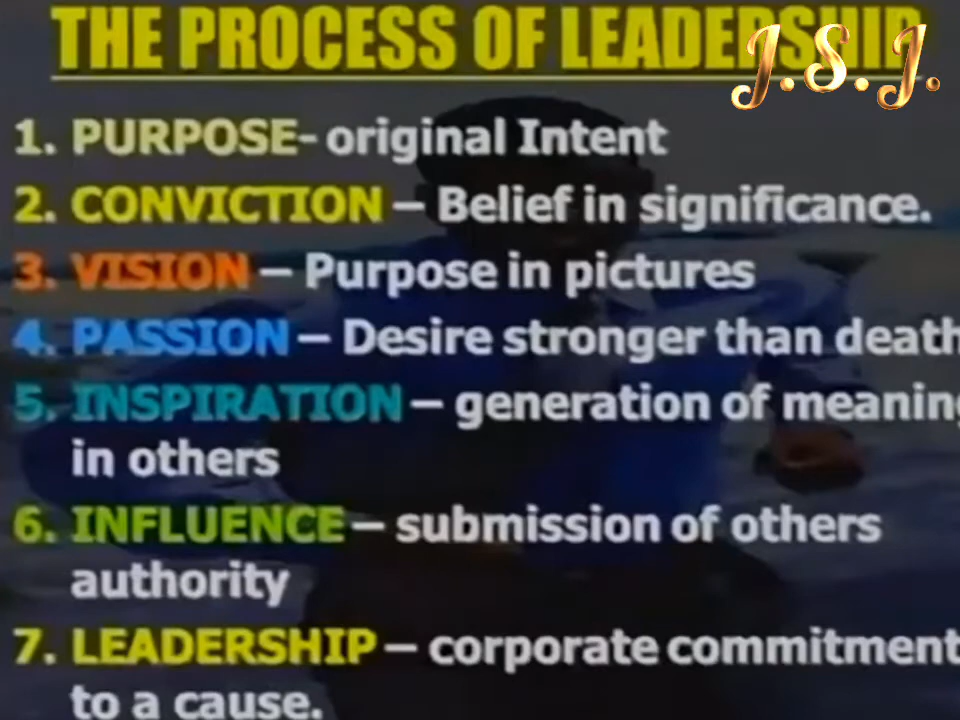 THE PROCESS OF LEADERSHIP
J.S.J.
1. PURPOSE- original Intent
2. CONVICTION – Belief in significance.
3. VISION – Purpose in pictures
4. PASSION – Desire stronger than death
5. INSPIRATION – generation of meaning
in others
6. INFLUENCE – submission of others
authority
7. LEADERSHIP – corporate commitment
to a cause.